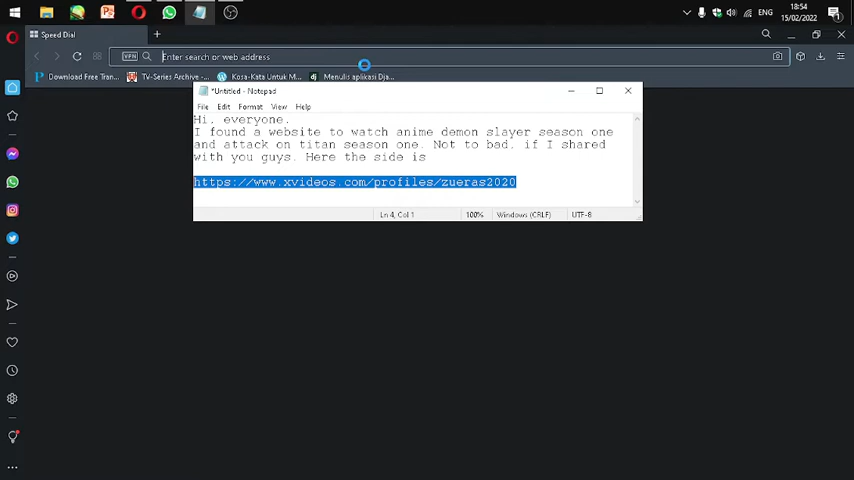 18:54
ENG
15/02/2022
1
Speed Dial
VPN
Enter search or web address
Download Free Tran...
TV-Series Archive -...
Kosa-Kata Untuk M...
dj
Menulis aplikasi Dja...
*Untitled - Notepad
File Edit Format View Help
Hi, everyone.
I found a website to watch anime demon slayer season one
and attack on titan season one. Not to bad, if I shared
with you guys. Here the side is
https://www.xvideos.com/profiles/zueras2020
Ln 4, Col 1
100%
Windows (CRLF)
UTF-8